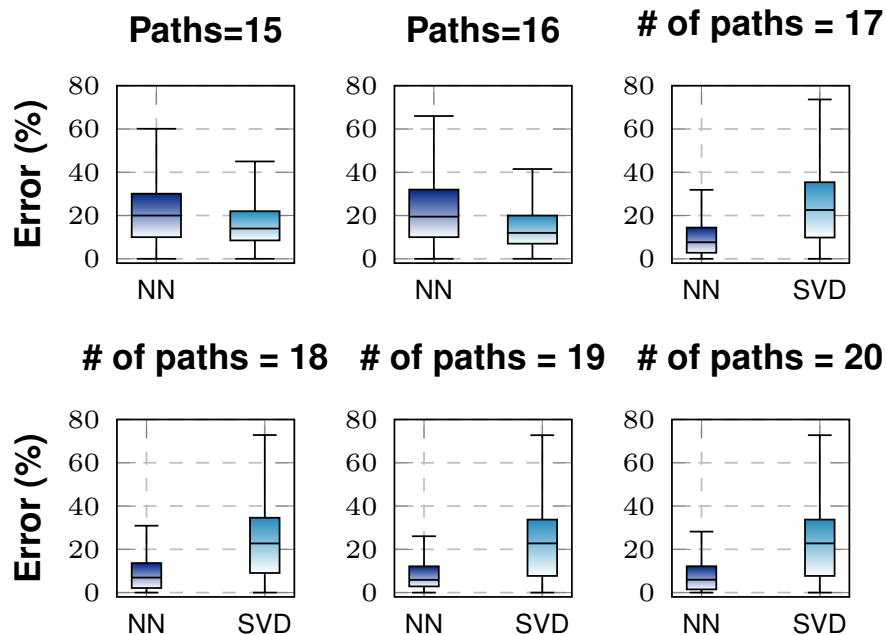 Paths=15
Paths=16
# of paths = 17
Error (%)
80
60
40
20
0
NN
80
60
40
20
0
NN
80
60
40
20
0
NN SVD
# of paths = 18
# of paths = 19
# of paths = 20
Error (%)
80
60
40
20
0
NN SVD
80
60
40
20
0
NN SVD
80
60
40
20
0
NN SVD